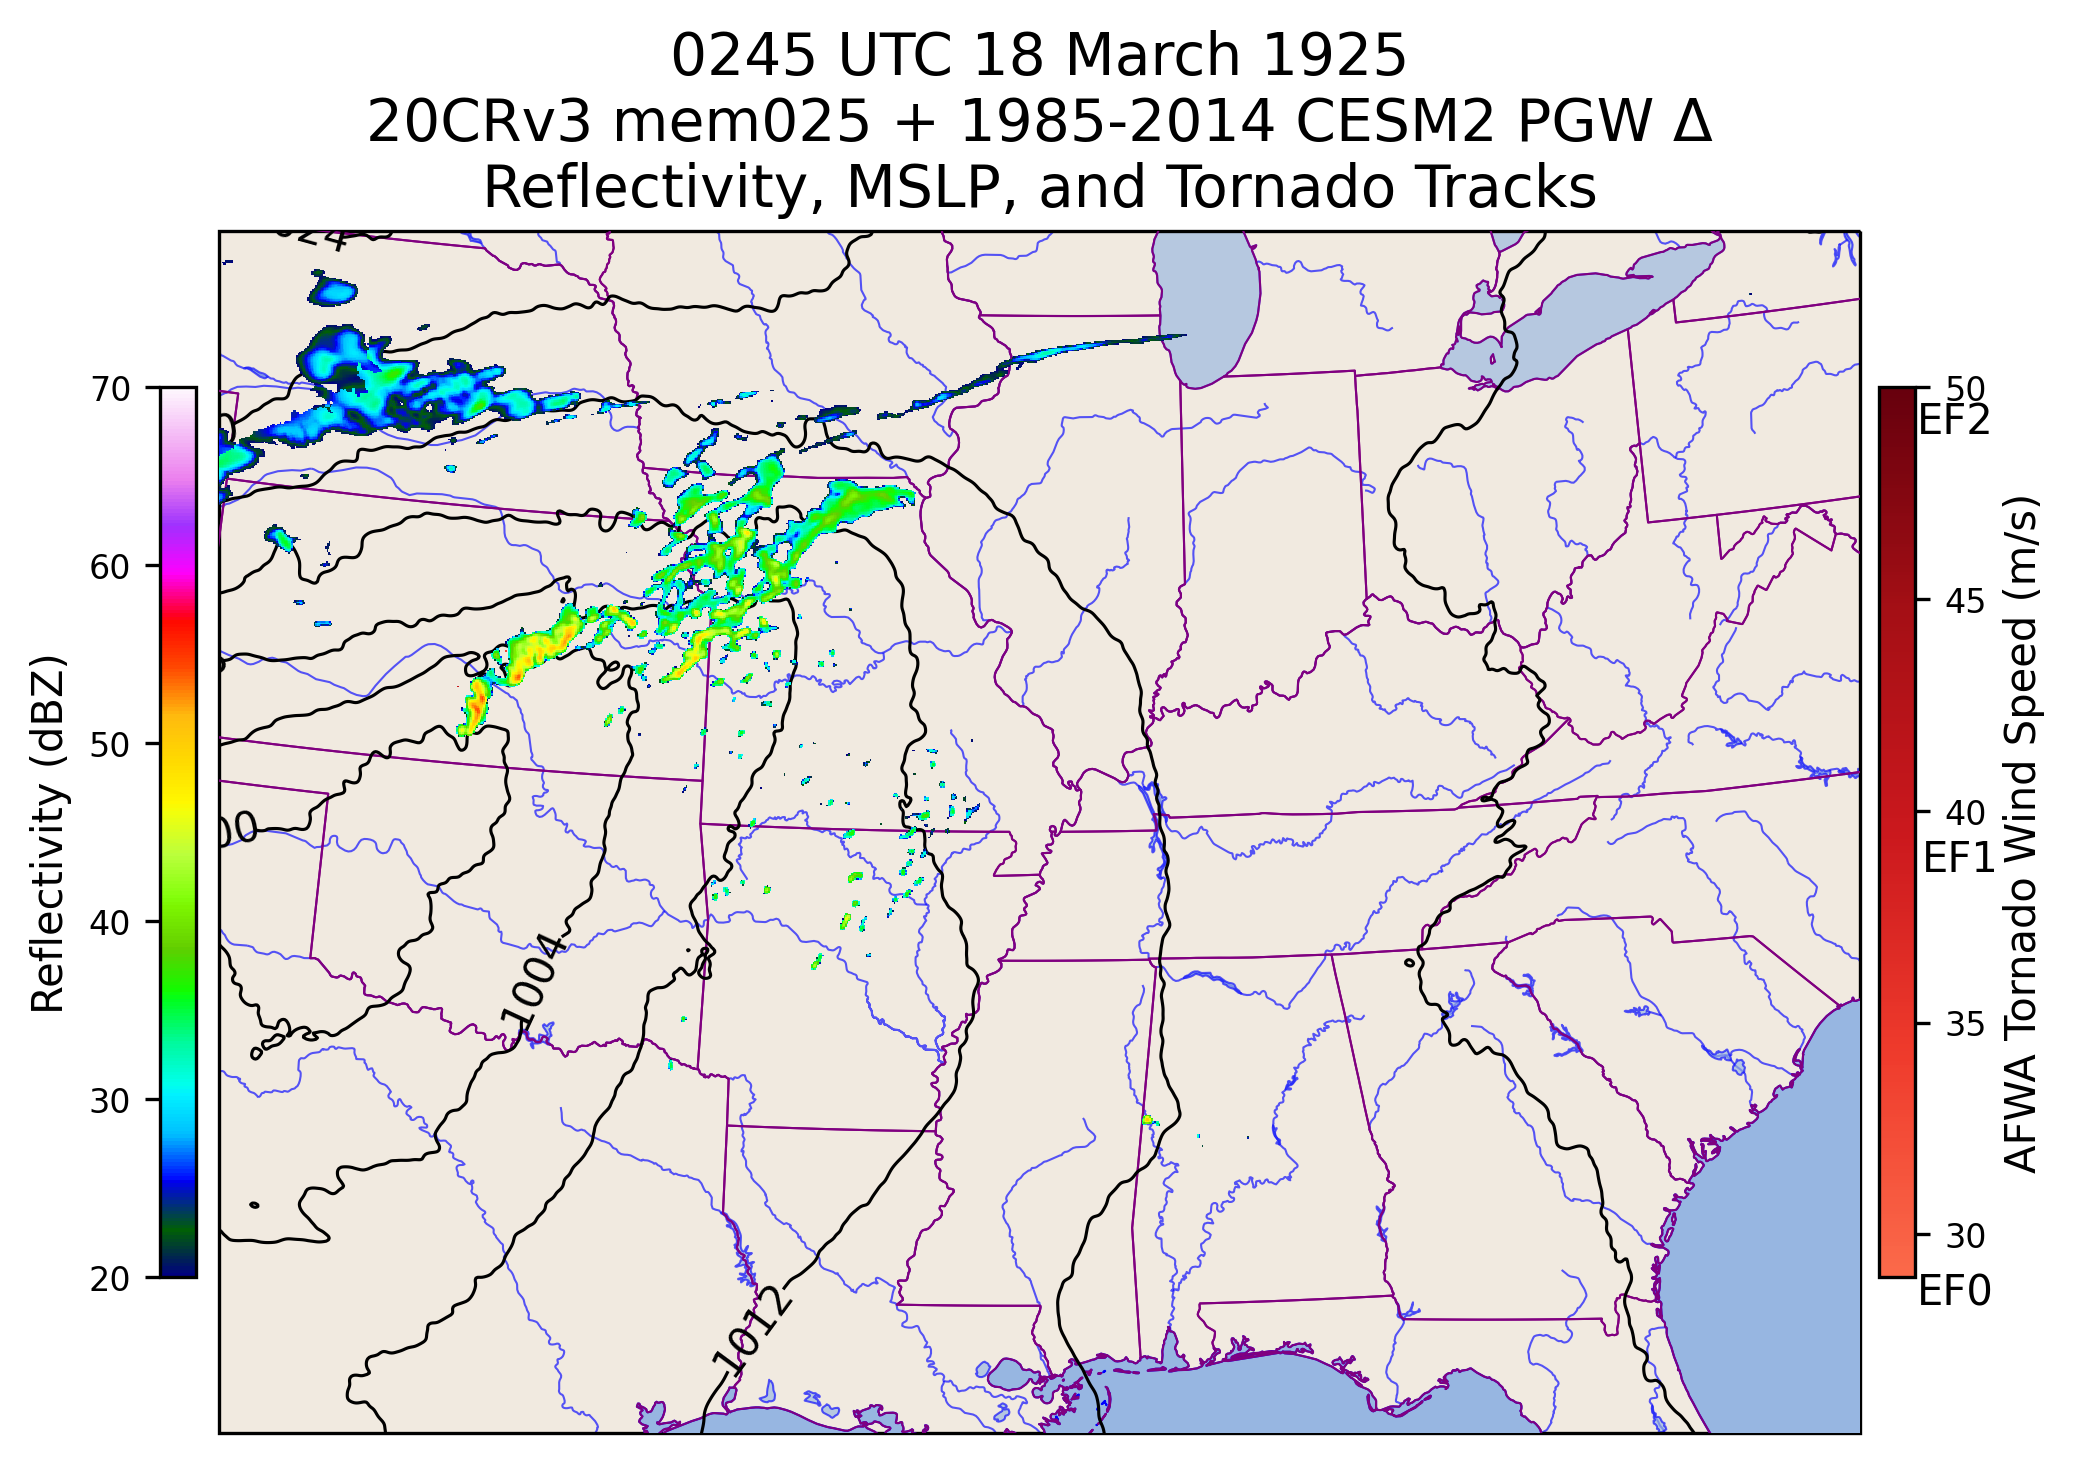 0245 UTC 18 March 1925
20CRv3 mem025 + 1985-2014 CESM2 PGW Δ
Reflectivity, MSLP, and Tornado Tracks
70
60
50
40
30
20
Reflectivity (dBZ)
1004
1012
50
EF2
45
40
EF1
35
30
EF0
AFWA Tornado Wind Speed (m/s)